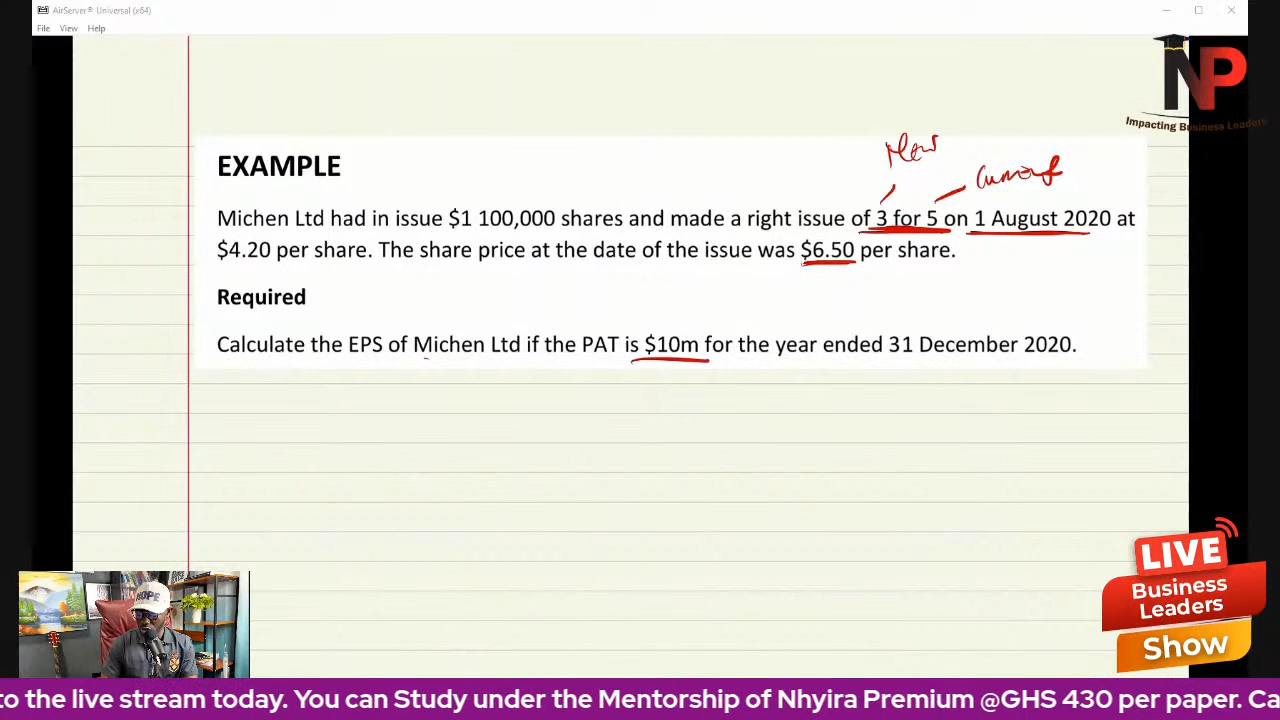 AirServer® Universal (x64)
File View Help
NP
Impacting Business Leaders
New
Current
EXAMPLE
Michen Ltd had in issue $1 100,000 shares and made a right issue of 3 for 5 on 1 August 2020 at
$4.20 per share. The share price at the date of the issue was $6.50 per share.
Required
Calculate the EPS of Michen Ltd if the PAT is $10m for the year ended 31 December 2020.
LIVE
Business
Leaders
Show
to the live stream today. You can Study under the Mentorship of Nhyira Premium @GHS 430 per paper. Ca